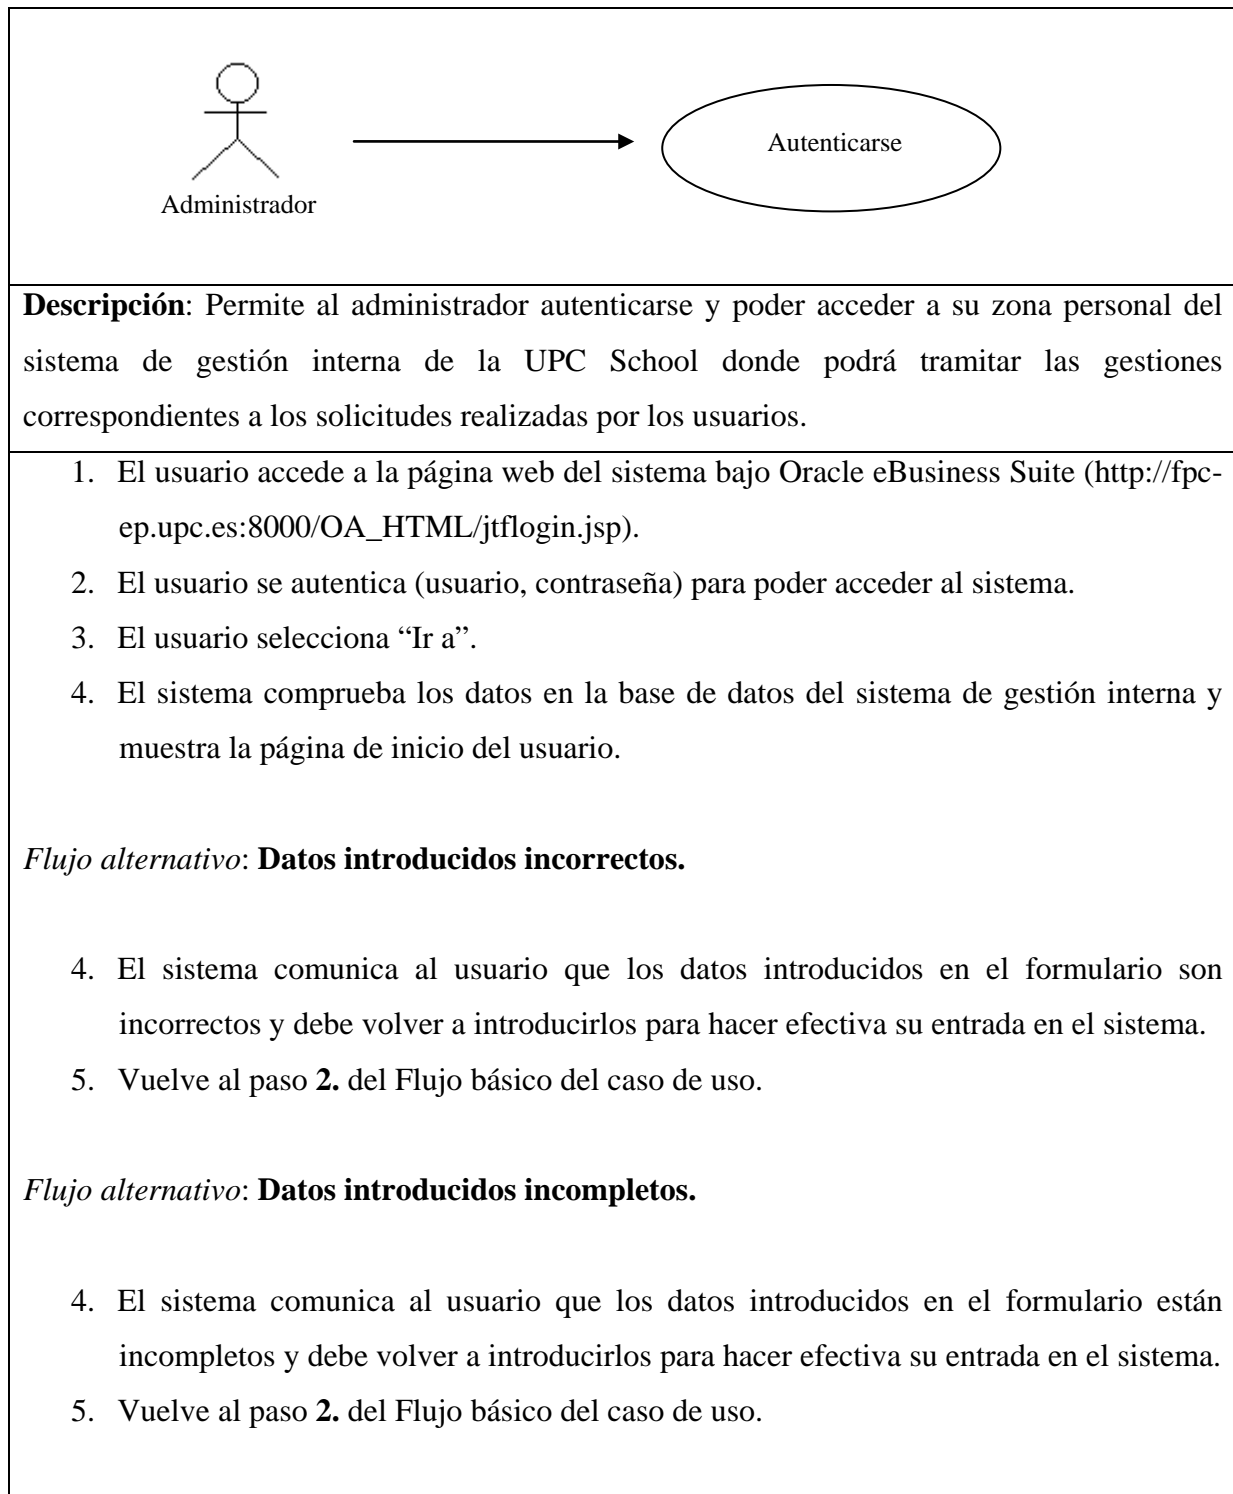 Autenticarse
Administrador
Descripción: Permite al administrador autenticarse y poder acceder a su zona personal del
sistema de gestión interna de la UPC School donde podrá tramitar las gestiones
correspondientes a los solicitudes realizadas por los usuarios.
1. El usuario accede a la página web del sistema bajo Oracle eBusiness Suite (http://fpc-
ep.upc.es:8000/OA_HTML/jtflogin.jsp).
2. El usuario se autentica (usuario, contraseña) para poder acceder al sistema.
3. El usuario selecciona “Ir a”.
4. El sistema comprueba los datos en la base de datos del sistema de gestión interna y
muestra la página de inicio del usuario.
Flujo alternativo: Datos introducidos incorrectos.
4. El sistema comunica al usuario que los datos introducidos en el formulario son
incorrectos y debe volver a introducirlos para hacer efectiva su entrada en el sistema.
5. Vuelve al paso 2. del Flujo básico del caso de uso.
Flujo alternativo: Datos introducidos incompletos.
4. El sistema comunica al usuario que los datos introducidos en el formulario están
incompletos y debe volver a introducirlos para hacer efectiva su entrada en el sistema.
5. Vuelve al paso 2. del Flujo básico del caso de uso.